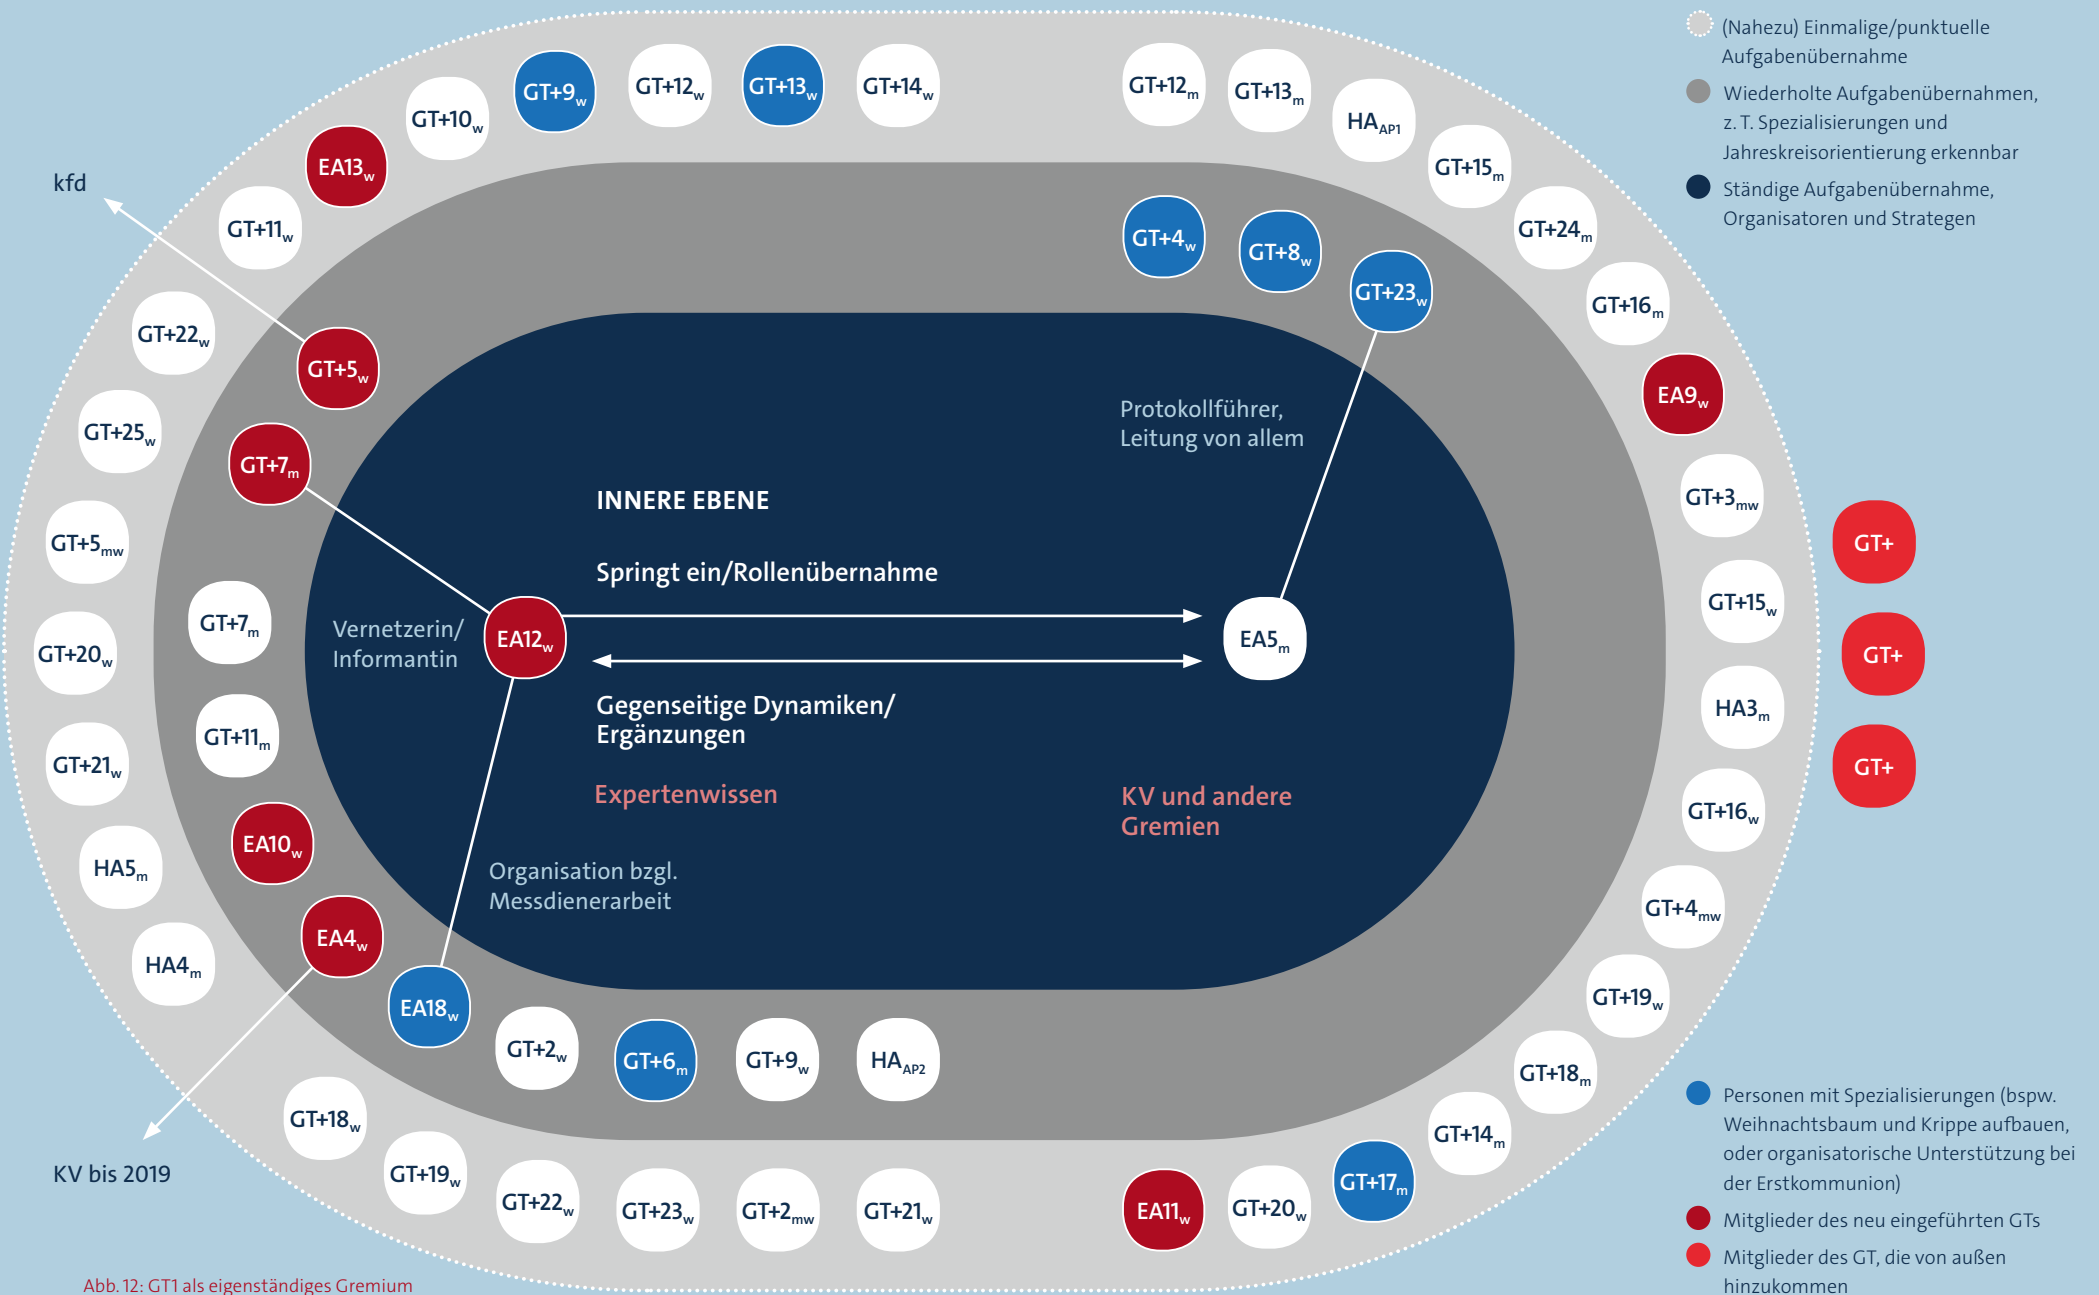 (Nahezu) Einmalige/punktuelle
Aufgabenübernahme
Wiederholte Aufgabenübernahmen,
z. T. Spezialisierungen und
Jahreskreisorientierung erkennbar
Ständige Aufgabenübernahme,
Organisatoren und Strategen
GT+11w
EA13w
GT+10w
GT+9w
GT+12w
GT+13w
GT+14w
GT+12m
GT+13m
HAAP1
GT+15m
GT+24m
GT+16m
EA9w
GT+3mw
GT+15w
HA3m
GT+16w
GT+4mw
GT+19w
GT+18m
GT+14m
GT+17m
GT+20w
EA11w
GT+21w
GT+2mw
GT+23w
GT+22w
GT+19w
GT+18w
HA4m
HA5m
GT+21w
GT+20w
GT+5mw
GT+25w
GT+22w
kfd
GT+5w
GT+7m
GT+7m
GT+11m
EA10w
EA4w
EA18w
GT+2w
GT+6m
GT+9w
HAAP2
GT+4w
GT+8w
GT+23w
KV bis 2019
Protokollführer,
Leitung von allem
INNERE EBENE
Springt ein/Rollenübernahme
Vernetzerin/
Informantin
EA12w
EA5m
Gegenseitige Dynamiken/
Ergänzungen
Expertenwissen
KV und andere
Gremien
Organisation bzgl.
Messdienerarbeit
GT+
GT+
GT+
Personen mit Spezialisierungen (bspw.
Weihnachtsbaum und Krippe aufbauen,
oder organisatorische Unterstützung bei
der Erstkommunion)
Mitglieder des neu eingeführten GTs
Mitglieder des GT, die von außen
hinzukommen
Abb. 12: GT1 als eigenständiges Gremium